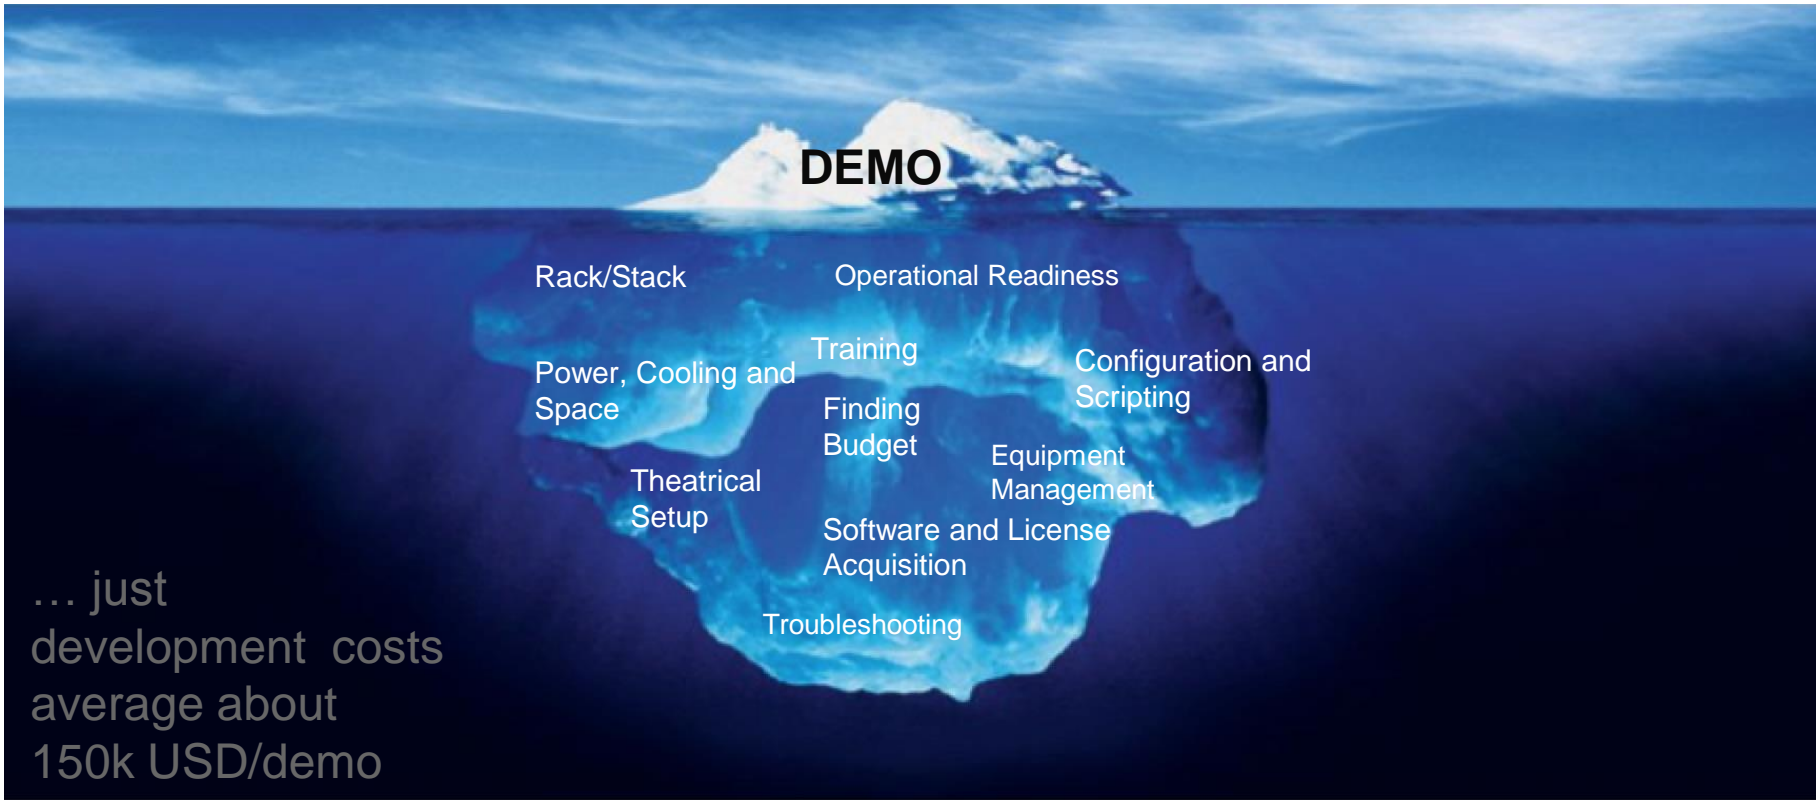 DEMO
Rack/Stack
Operational Readiness
Training
Power, Cooling and
Space
Configuration and
Scripting
Finding
Budget
Equipment
Management
Theatrical
Setup
Software and License
Acquisition
Troubleshooting
… just
development costs
average about
150k USD/demo